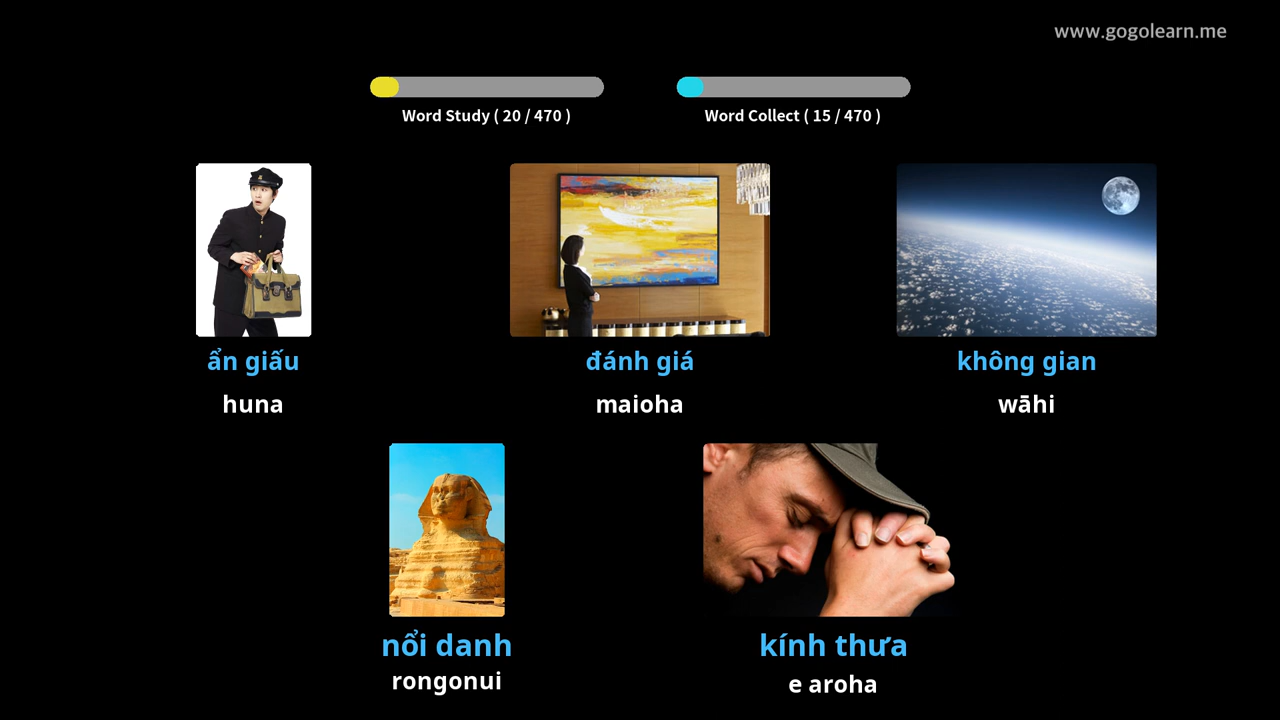 www.gogolearn.me
Word Study ( 20 / 470 )
Word Collect ( 15 / 470 )
ẩn giấu
đánh giá
không gian
huna
maioha
wāhi
nổi danh
kính thưa
rongonui
e aroha